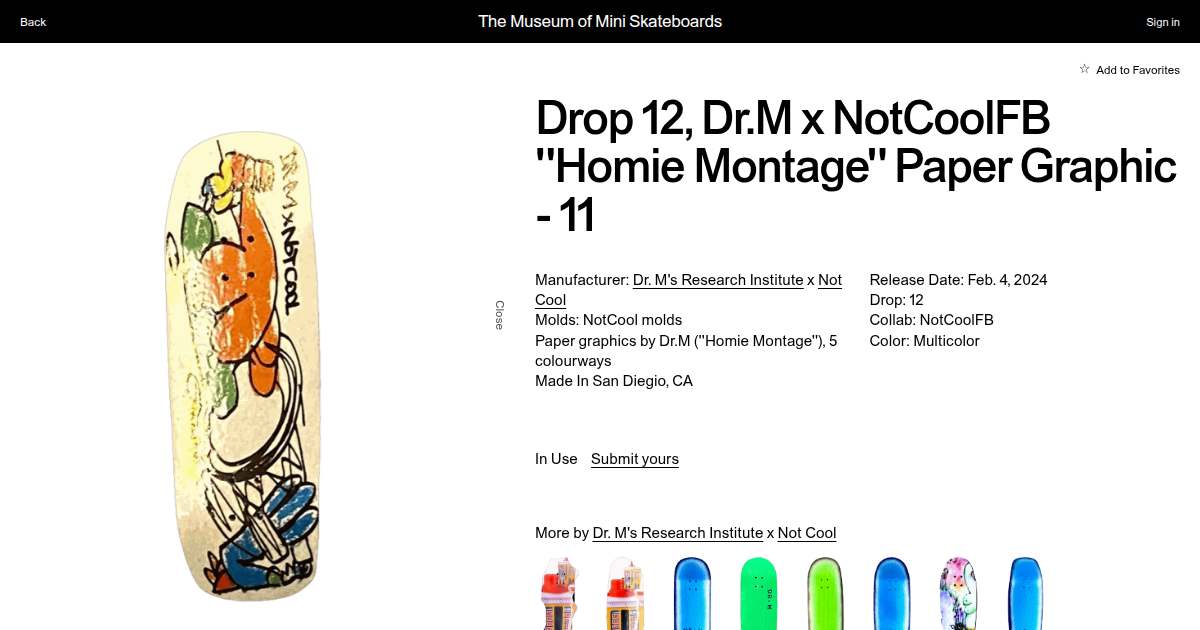 Back
The Museum of Mini Skateboards
Sign in
☆ Add to Favorites
Drop 12, Dr.M x NotCoolFB
"Homie Montage" Paper Graphic
- 11
DR.M x NOTCOOL
Close
Manufacturer: Dr. M's Research Institute x Not
Cool
Molds: NotCool molds
Paper graphics by Dr.M ("Homie Montage"), 5
colourways
Made In San Diegio, CA
Release Date: Feb. 4, 2024
Drop: 12
Collab: NotCoolFB
Color: Multicolor
In Use Submit yours
More by Dr. M's Research Institute x Not Cool